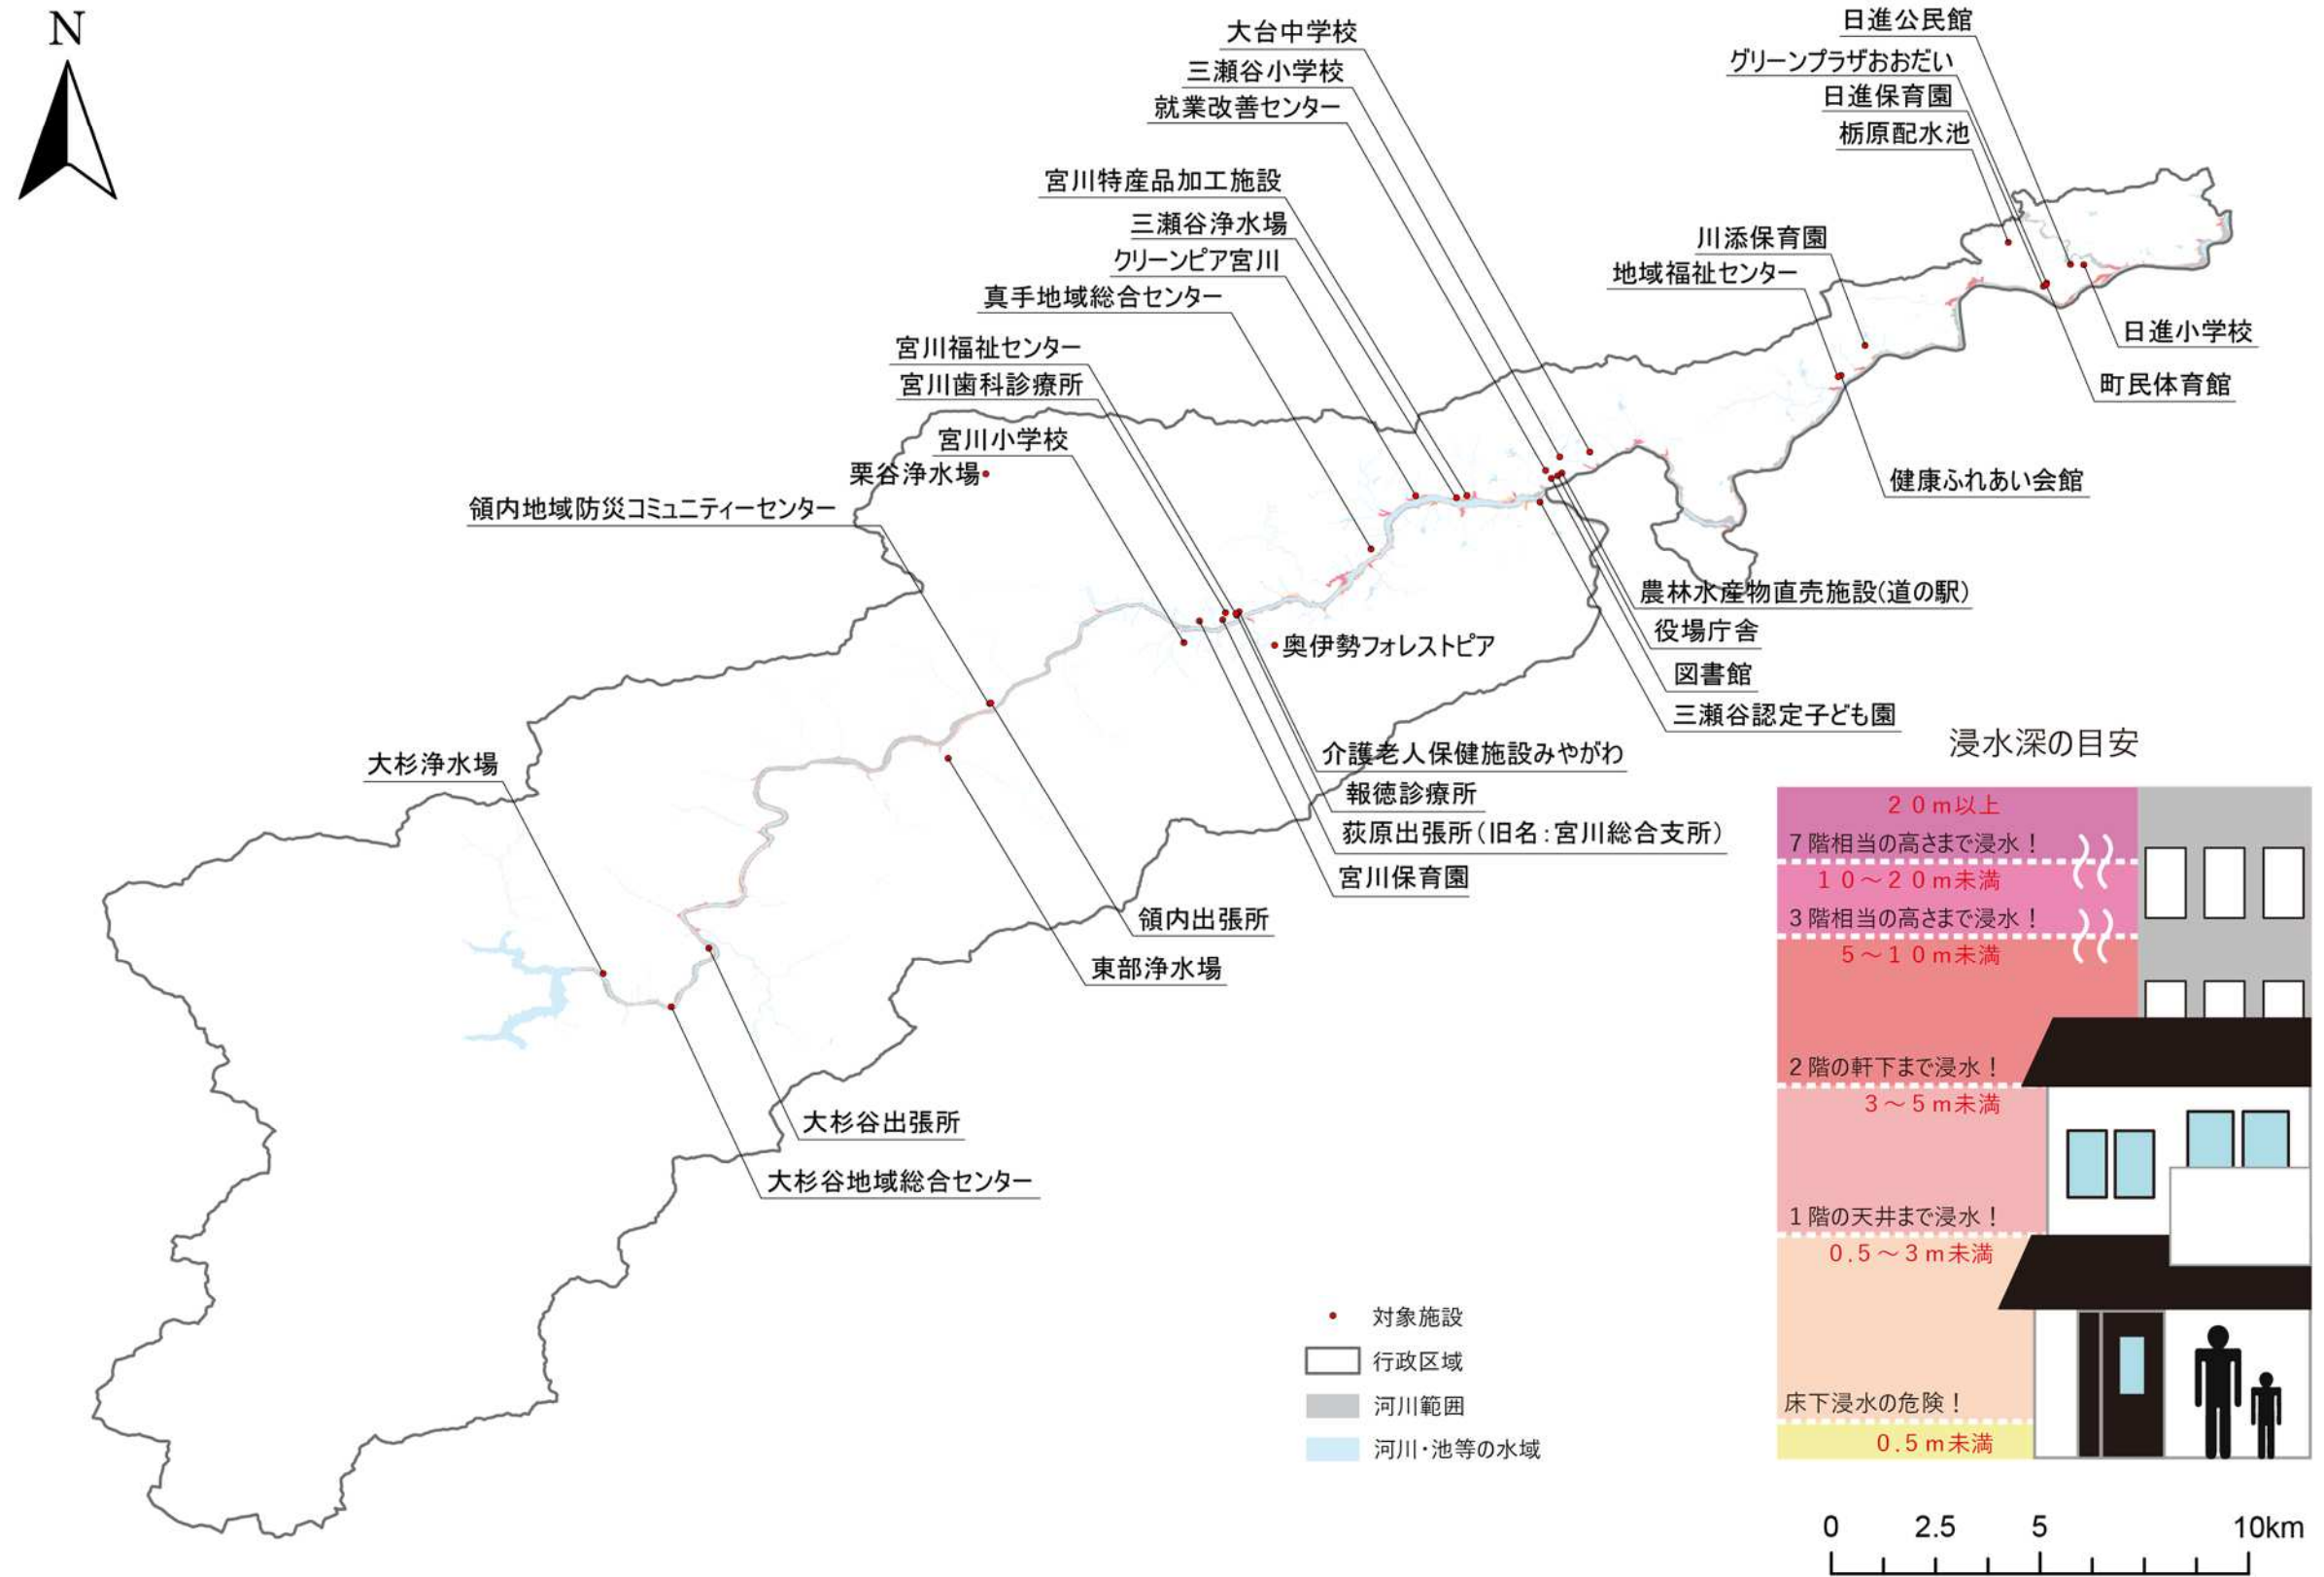 N
大台中学校
三瀬谷小学校
就業改善センター
宮川特産品加工施設
三瀬谷浄水場
クリーンピア宮川
真手地域総合センター
宮川福祉センター
宮川歯科診療所
宮川小学校
栗谷浄水場
領内地域防災コミュニティーセンター
大杉浄水場
日進公民館
グリーンプラザおおだい
日進保育園
栃原配水池
川添保育園
地域福祉センター
日進小学校
町民体育館
健康ふれあい会館
農林水産物直売施設(道の駅)
役場庁舎
図書館
三瀬谷認定子ども園
奥伊勢フォレストピア
介護老人保健施設みやがわ
報徳診療所
荻原出張所(旧名:宮川総合支所)
宮川保育園
領内出張所
東部浄水場
大杉谷出張所
大杉谷地域総合センター
対象施設
行政区域
河川範囲
河川・池等の水域
浸水深の目安
20m以上
7階相当の高さまで浸水!
10~20m未満
3階相当の高さまで浸水!
5~10m未満
2階の軒下まで浸水!
3~5m未満
1階の天井まで浸水!
0.5~3m未満
床下浸水の危険!
0.5m未満
0 2.5 5 10km